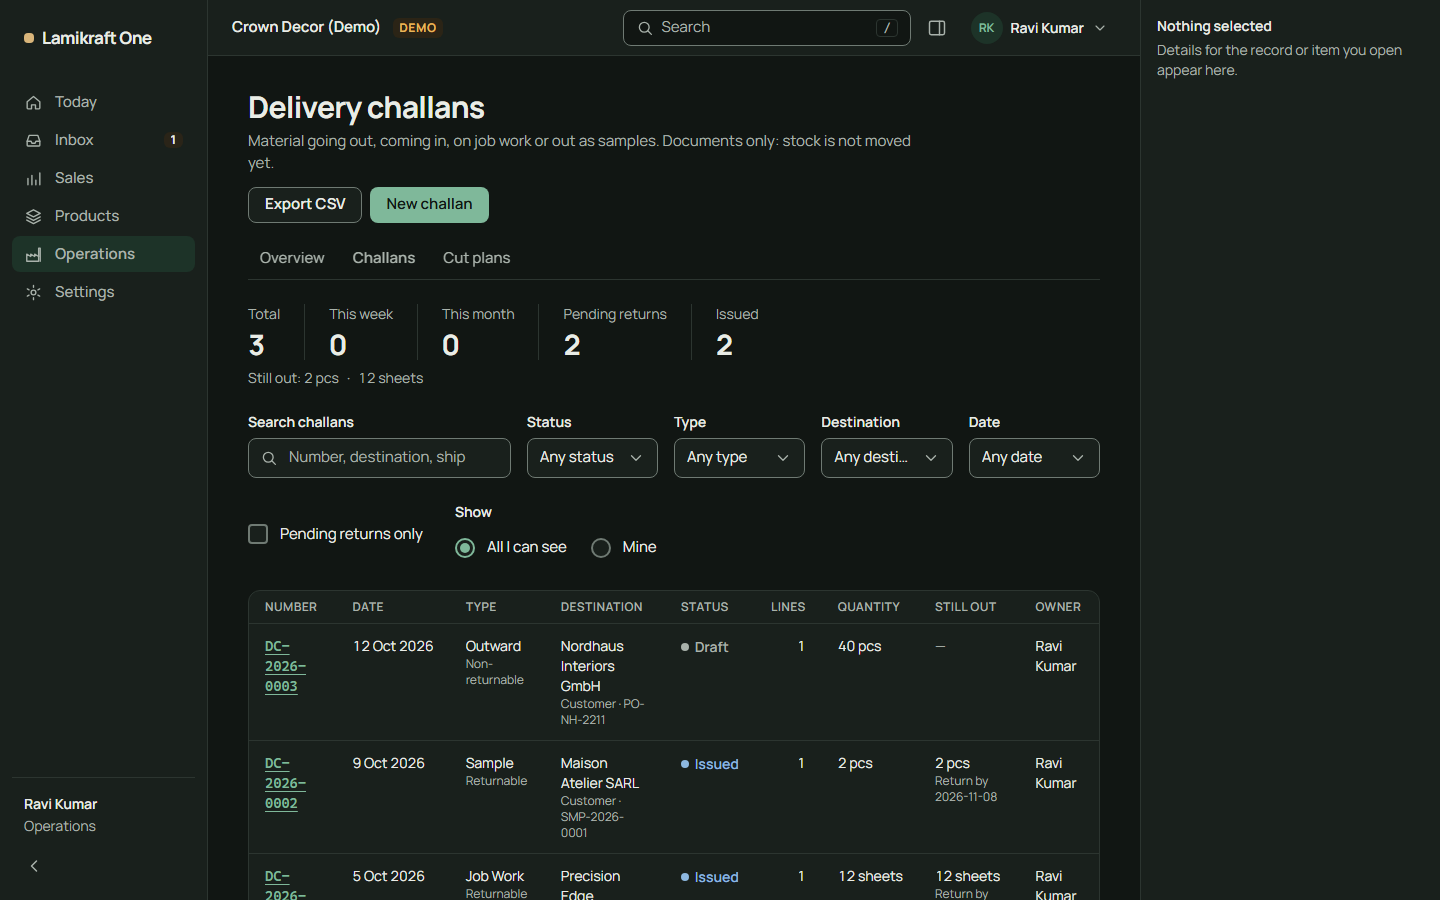 Lamikraft One
Today
Inbox 1
Sales
Products
Operations
Settings
Ravi Kumar
Operations
Crown Decor (Demo) DEMO
Search /
RK Ravi Kumar
Delivery challans
Material going out, coming in, on job work or out as samples. Documents only: stock is not moved
yet.
Export CSV New challan
Overview Challans Cut plans
Total This week This month Pending returns Issued
3 0 0 2 2
Still out: 2 pcs · 12 sheets
Search challans Status Type Destination Date
Number, destination, ship Any status Any type Any desti... Any date
Show
Pending returns only All I can see Mine
NUMBER DATE TYPE DESTINATION STATUS LINES QUANTITY STILL OUT OWNER
DC-
2026-
0003
12 Oct 2026
Outward
Non-
returnable
Nordhaus
Interiors
GmbH
Customer · PO-
NH-2211
Draft
1
40 pcs
—
Ravi
Kumar
DC-
2026-
0002
9 Oct 2026
Sample
Returnable
Maison
Atelier SARL
Customer ·
SMP-2026-
0001
Issued
1
2 pcs
2 pcs
Return by
2026-11-08
Ravi
Kumar
DC-
2026-
5 Oct 2026
Job Work
Returnable
Precision
Edge
Issued
1
12 sheets
12 sheets
Return by
Ravi
Kumar
Nothing selected
Details for the record or item you open
appear here.